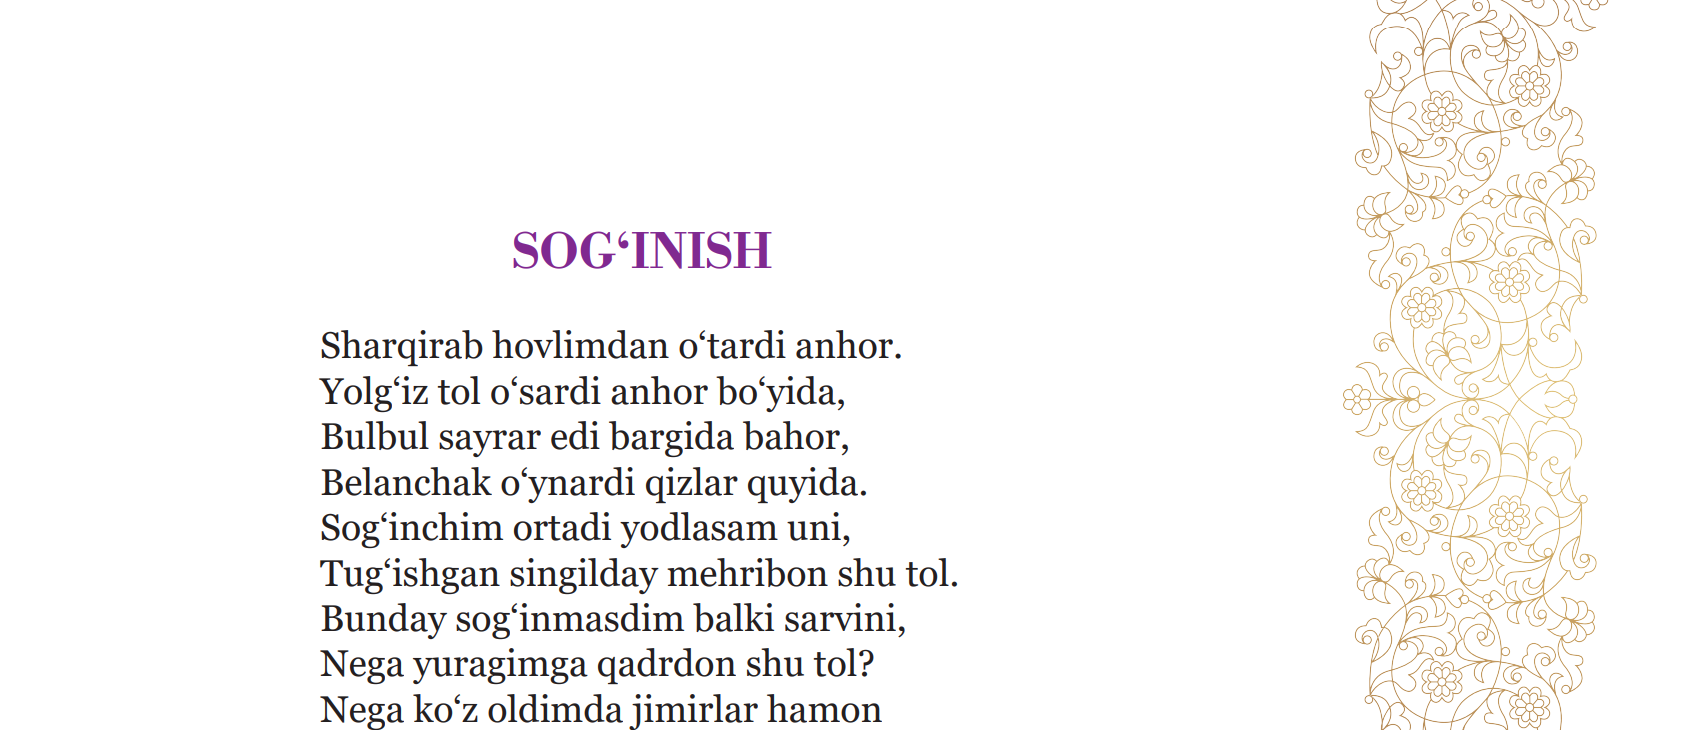 SOG‘INISH
Sharqirab hovlimdan o‘tardi anhor.
Yolg‘iz tol o‘sardi anhor bo‘yida,
Bulbul sayrar edi bargida bahor,
Belanchak o‘ynardi qizlar quyida.
Sog‘inchim ortadi yodlasam uni,
Tug‘ishgan singilday mehribon shu tol.
Bunday sog‘inmasdim balki sarvini,
Nega yuragimga qadrdon shu tol?
Nega ko‘z oldimda jimirlar hamon